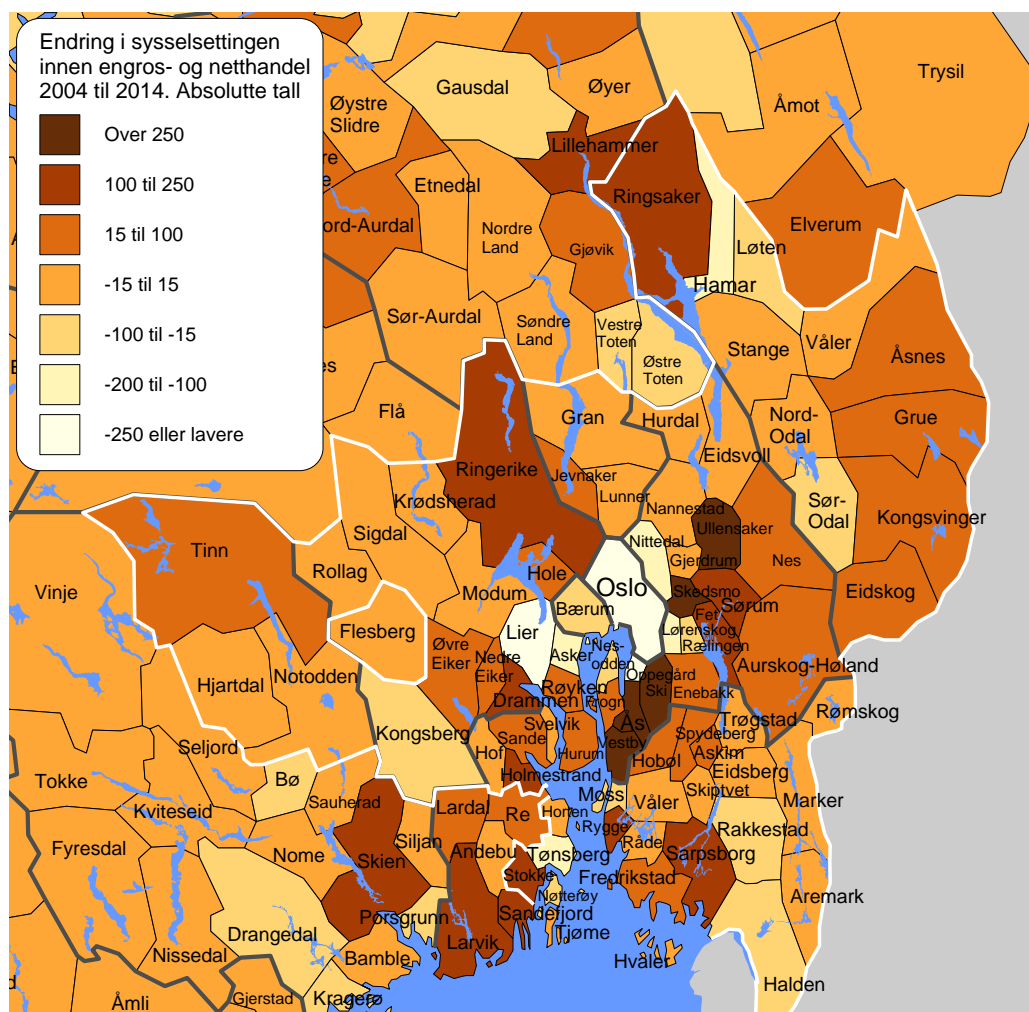 Endring i sysselsettingen
innen engros- og netthandel
2004 til 2014. Absolutte tall
Over 250
100 til 250
15 til 100
-15 til 15
-100 til -15
-200 til -100
-250 eller lavere
Trysil
Gausdal
Øyer
Åmot
Øystre
Slidre
Lillehammer
Etnedal
Ringsaker
Elverum
ord-Aurdal
Nordre
Land
Gjøvik
Løten
Hamar
Sør-Aurdal
Søndre
Land
Vestre
Toten
Østre
Toten
Stange
Våler
Åsnes
Flå
Gran
Hurdal
Nord-
Odal
Grue
Ringerike
Jevnaker
Eidsvoll
Krødsherad
Lunner
Nannestad
Sør-
Odal
Kongsvinger
Sigdal
Ullensaker
Tinn
Nittedal
Gjerdrum
Nes
Rollag
Hole
Oslo
Skedsmo
Eidskog
Vinje
Modum
Bærum
Sørum
Fet
Flesberg
Lier
Lørenskog
Rælingen
Øvre
Eiker
Nedre
Eiker
Asker
Nes-
odden
Oppegård
Aurskog-Høland
Hjartdal
Notodden
Røyken
Ski
Enebakk
Drammen
Frogn
Rømskog
Kongsberg
Svelvik
Ås
Trøgstad
Seljord
Hof
Sande
Hurum
Vestby
Spydeberg
Hobøl
Askim
Tokke
Bø
Holmestrand
Eidsberg
Kviteseid
Sauherad
Lardal
Re
Horten
Moss
Våler
Skiptvet
Marker
Fyresdal
Nome
Siljan
Andebu
Rygge
Rakkestad
Skien
Tønsberg
Råde
Sarpsborg
Stokke
Fredrikstad
Nøtterøy
Aremark
Porsgrunn
Sandefjord
Drangedal
Tjøme
Nissedal
Bamble
Larvik
Hvaler
Halden
Åmli
Gjerstad
Kragerø